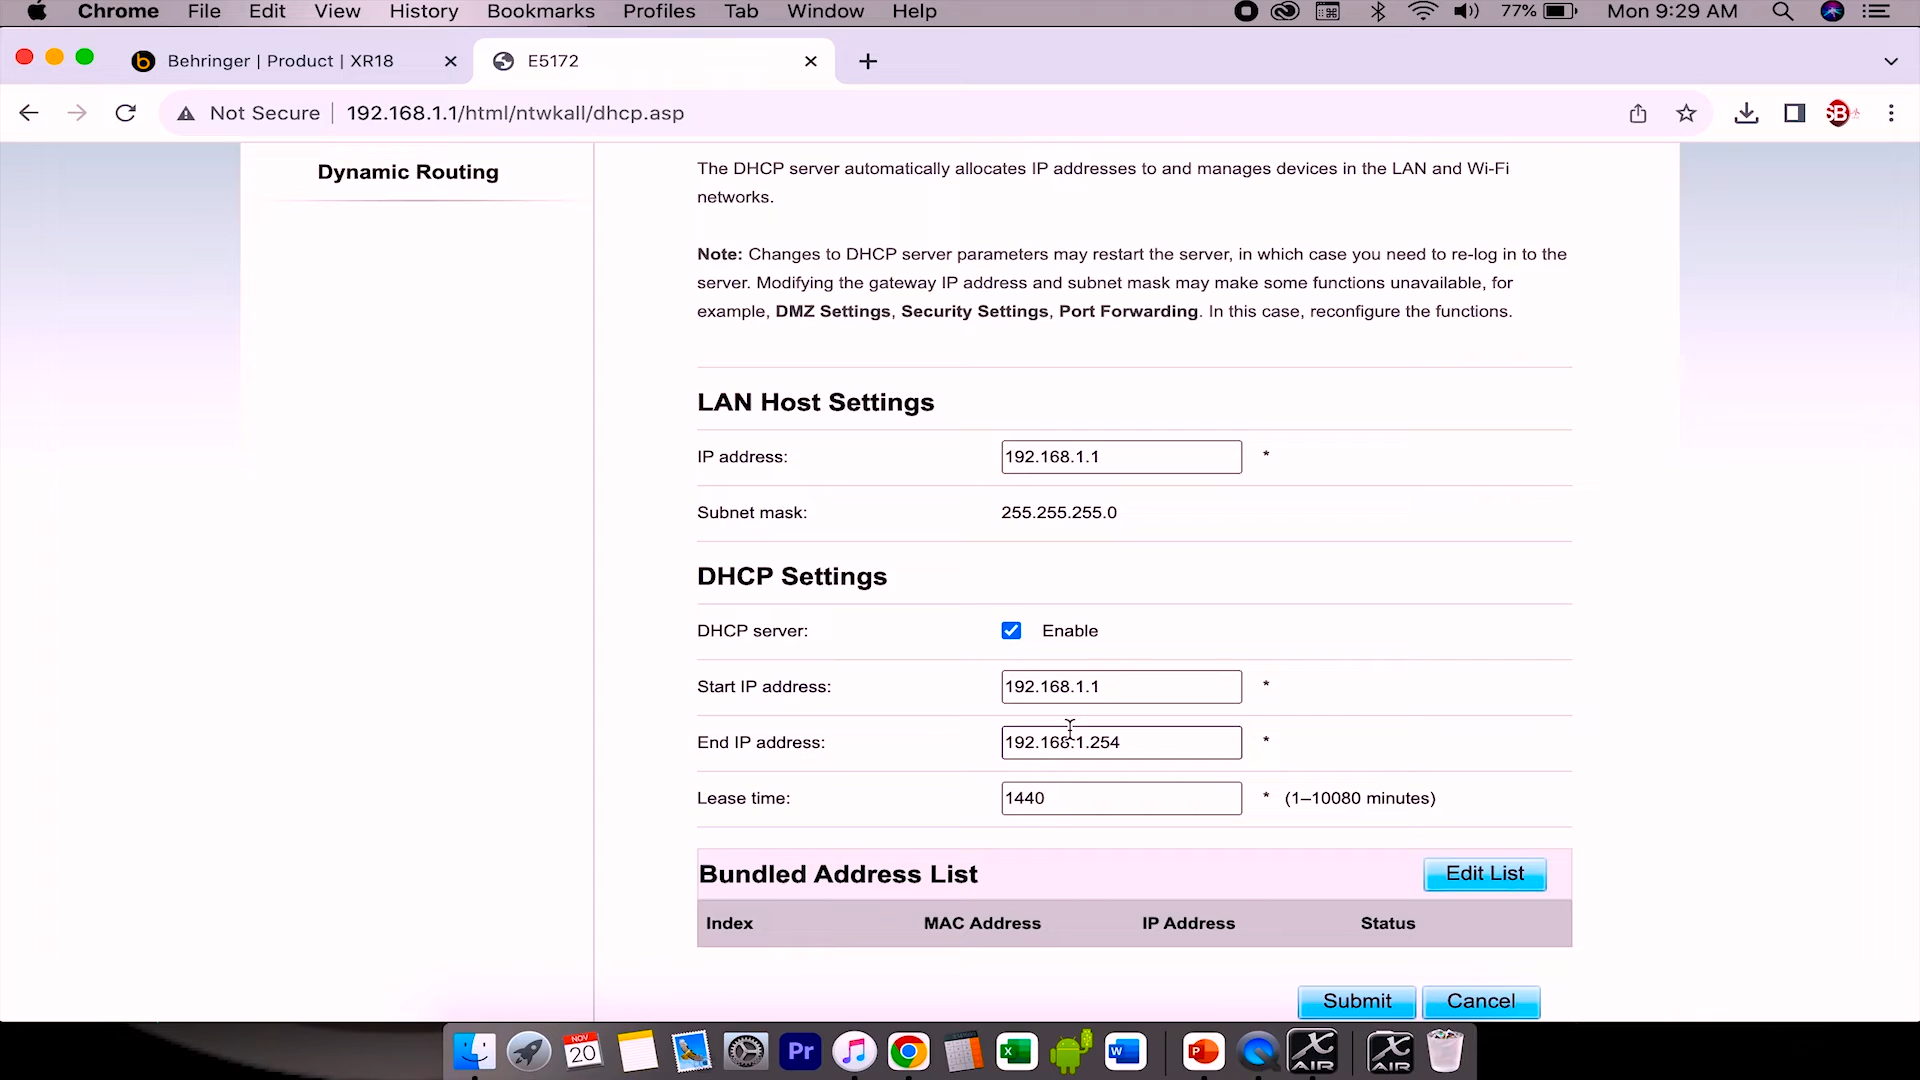 Chrome File Edit View History Bookmarks Profiles Tab Window Help 77% Mon 9:29 AM
Behringer | Product | XR18 E5172
Not Secure 192.168.1.1/html/ntwkall/dhcp.asp
Dynamic Routing
The DHCP server automatically allocates IP addresses to and manages devices in the LAN and Wi-Fi
networks.
Note: Changes to DHCP server parameters may restart the server, in which case you need to re-log in to the
server. Modifying the gateway IP address and subnet mask may make some functions unavailable, for
example, DMZ Settings, Security Settings, Port Forwarding. In this case, reconfigure the functions.
LAN Host Settings
IP address: 192.168.1.1 *
Subnet mask: 255.255.255.0
DHCP Settings
DHCP server: Enable
Start IP address: 192.168.1.1 *
End IP address: 192.168.1.254 *
Lease time: 1440 * (1–10080 minutes)
Bundled Address List Edit List
Index MAC Address IP Address Status
Submit Cancel
NOV
20 Pr X W P X AIR X AIR